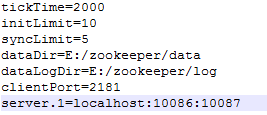 tickTime=2000
initLimit=10
syncLimit=5
dataDir=E:/zookeeper/data
dataLogDir=E:/zookeeper/log
clientPort=2181
server.1=localhost:10086:10087